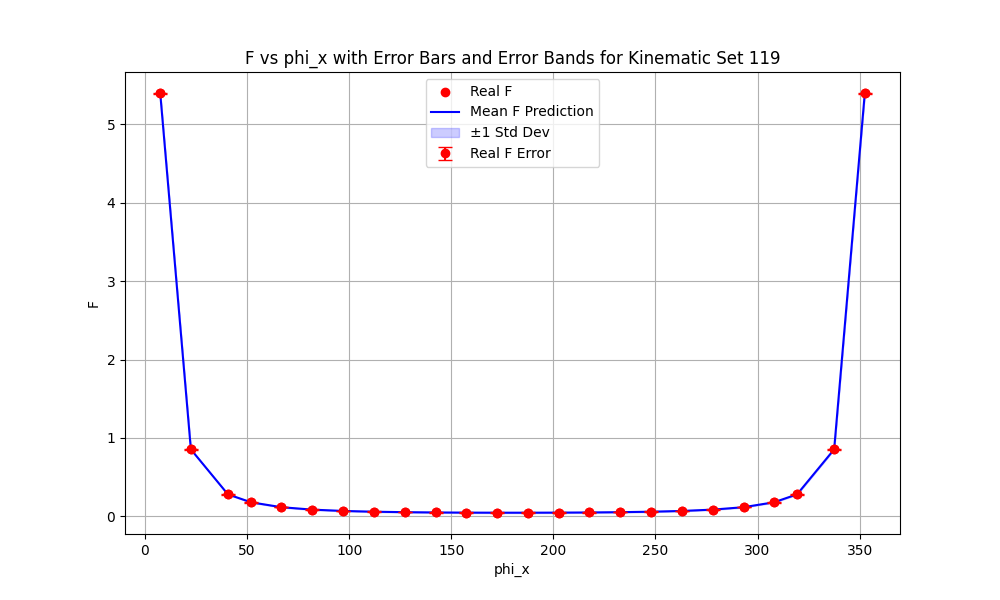 F vs phi_x with Error Bars and Error Bands for Kinematic Set 119
Real F
Mean F Prediction
±1 Std Dev
Real F Error
F
5
4
3
2
1
0
0 50 100 150 200 250 300 350
phi_x